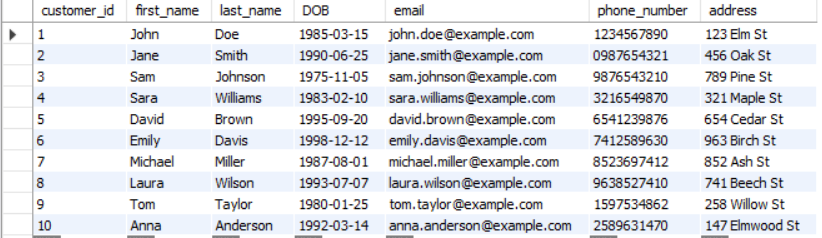 customer_id first_name last_name DOB email phone_number address
1 John Doe 1985-03-15 john.doe@example.com 1234567890 123 Elm St
2 Jane Smith 1990-06-25 jane.smith@example.com 0987654321 456 Oak St
3 Sam Johnson 1975-11-05 sam.johnson@example.com 9876543210 789 Pine St
4 Sara Williams 1983-02-10 sara.williams@example.com 3216549870 321 Maple St
5 David Brown 1995-09-20 david.brown@example.com 6541239876 654 Cedar St
6 Emily Davis 1998-12-12 emily.davis@example.com 7412589630 963 Birch St
7 Michael Miller 1987-08-01 michael.miller@example.com 8523697412 852 Ash St
8 Laura Wilson 1993-07-07 laura.wilson@example.com 9638527410 741 Beech St
9 Tom Taylor 1980-01-25 tom.taylor@example.com 1597534862 258 Willow St
10 Anna Anderson 1992-03-14 anna.anderson@example.com 2589631470 147 Elmwood St